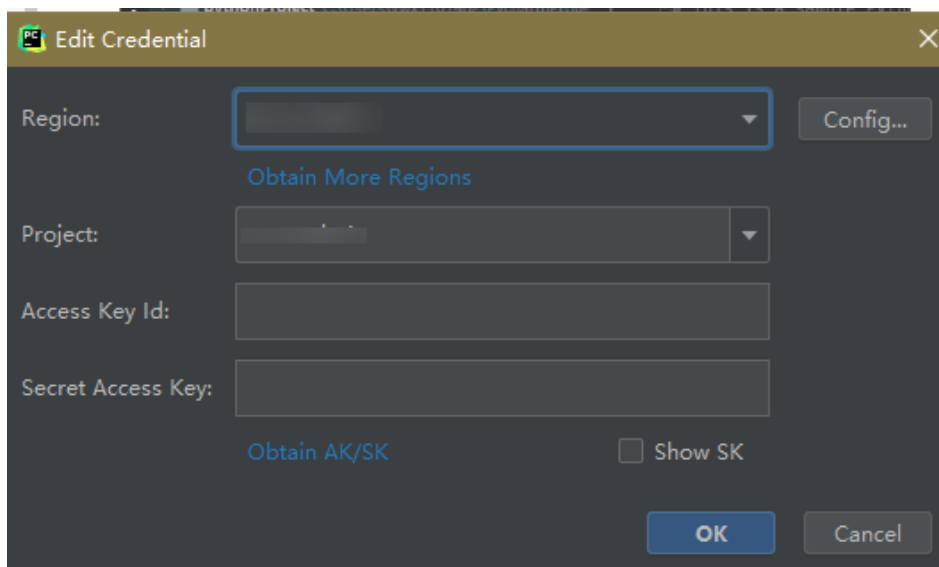 PC
Edit Credential
Region:
Config...
Obtain More Regions
Project:
Access Key Id:
Secret Access Key:
Obtain AK/SK
Show SK
OK
Cancel